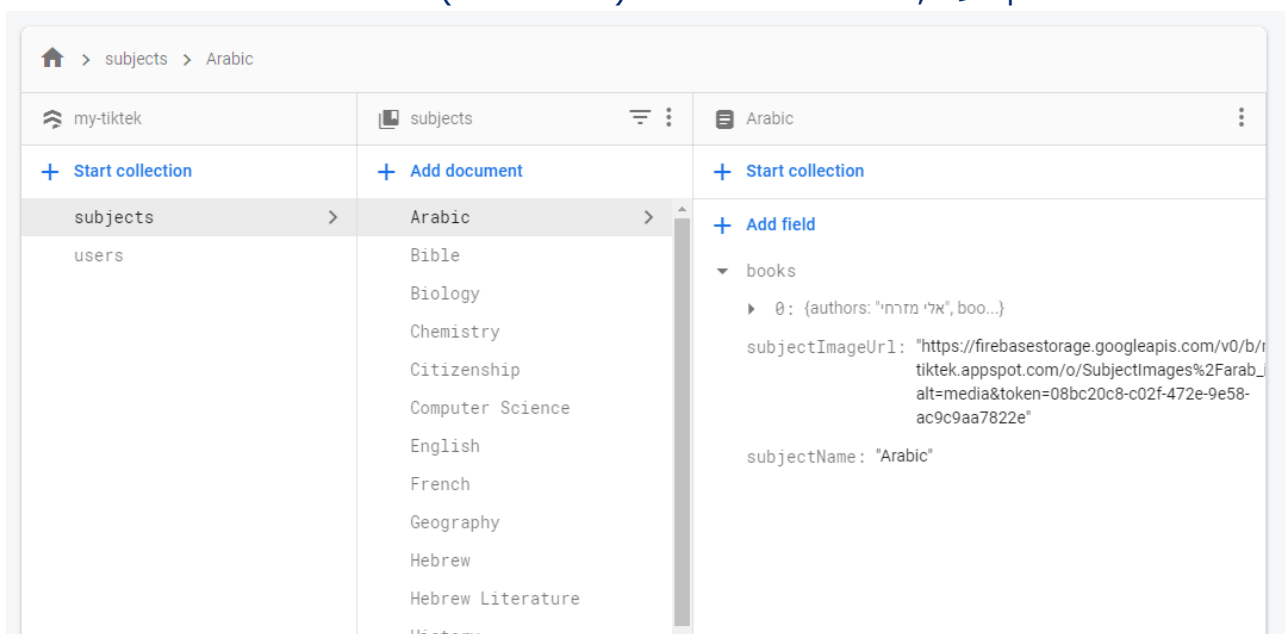 subjects > Arabic
my-tiktek
subjects
Arabic
+ Start collection
+ Add document
+ Start collection
subjects
users
Arabic
Bible
Biology
Chemistry
Citizenship
Computer Science
English
French
Geography
Hebrew
Hebrew Literature
+ Add field
books
0: {authors: "אלי מזרחי", boo...}
subjectImageUrl: "https://firebasestorage.googleapis.com/v0/b/
tiktek.appspot.com/o/SubjectImages%2Farab_
alt=media&token=08bc20c8-c02f-472e-9e58-
ac9c9aa7822e"
subjectName: "Arabic"